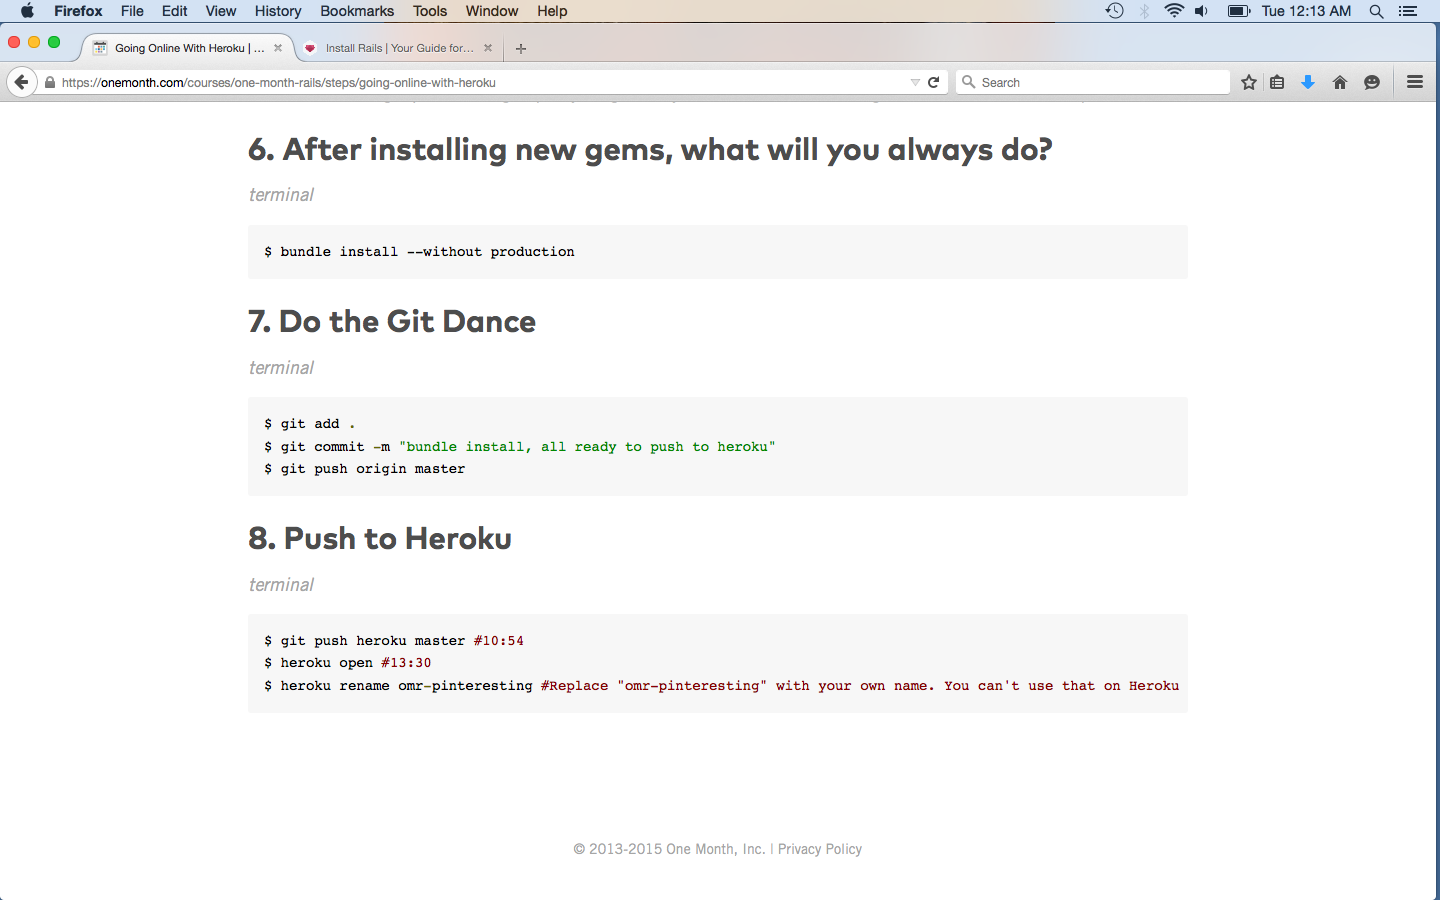 Firefox File Edit View History Bookmarks Tools Window Help Tue 12:13 AM
Going Online With Heroku | ... Install Rails | Your Guide for...
https://onemonth.com/courses/one-month-rails/steps/going-online-with-heroku Search
6. After installing new gems, what will you always do?
terminal
$ bundle install --without production
7. Do the Git Dance
terminal
$ git add .
$ git commit -m "bundle install, all ready to push to heroku"
$ git push origin master
8. Push to Heroku
terminal
$ git push heroku master #10:54
$ heroku open #13:30
$ heroku rename omr-pinteresting #Replace "omr-pinteresting" with your own name. You can't use that on Heroku
© 2013-2015 One Month, Inc. | Privacy Policy